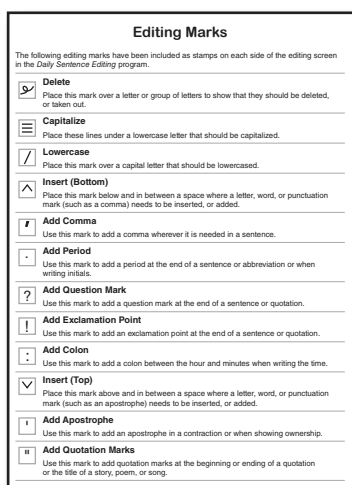 Editing Marks
The following editing marks have been included as stamps on each side of the editing screen
in the Daily Sentence Editing program.
Delete
Place this mark over a letter or group of letters to show that they should be deleted,
or taken out.
Capitalize
Place these lines under a lowercase letter that should be capitalized.
/ Lowercase
Place this mark over a capital letter that should be lowercased.
Insert (Bottom)
Place this mark below and in between a space where a letter, word, or punctuation
mark (such as a comma) needs to be inserted, or added.
Add Comma
Use this mark to add a comma wherever it is needed in a sentence.
. Add Period
Use this mark to add a period at the end of a sentence or abbreviation or when
writing initials.
? Add Question Mark
Use this mark to add a question mark at the end of a sentence or quotation.
! Add Exclamation Point
Use this mark to add an exclamation point at the end of a sentence or quotation.
: Add Colon
Use this mark to add a colon between the hour and minutes when writing the time.
Insert (Top)
Place this mark above and in between a space where a letter, word, or punctuation
mark (such as an apostrophe) needs to be inserted, or added.
' Add Apostrophe
Use this mark to add an apostrophe in a contraction or when showing ownership.
" Add Quotation Marks
Use this mark to add quotation marks at the beginning or ending of a quotation
or the title of a story, poem, or song.